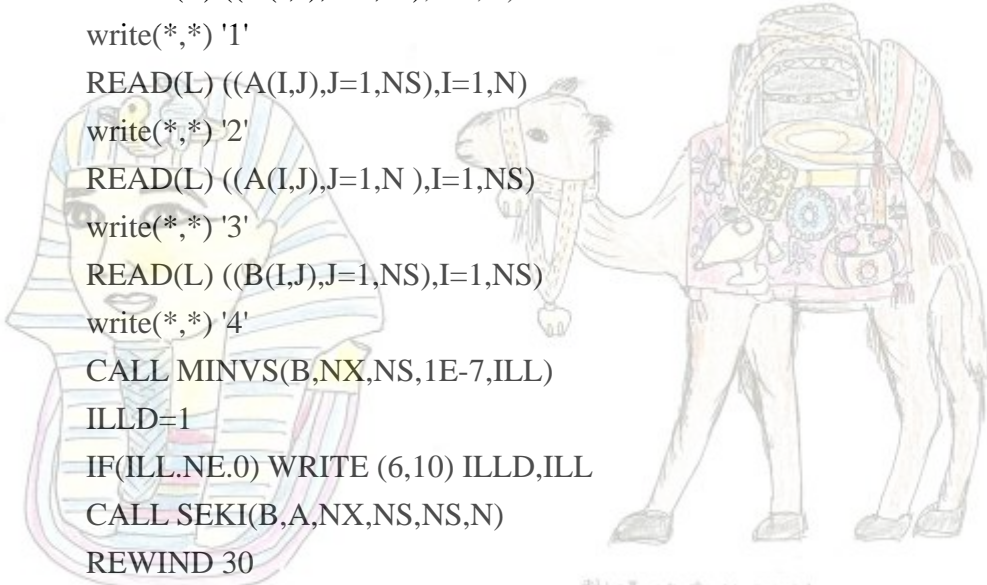 write(*,*) '1'
READ(L) ((A(I,J),J=1,NS),I=1,N)
write(*,*) '2'
READ(L) ((A(I,J),J=1,N ),I=1,NS)
write(*,*) '3'
READ(L) ((B(I,J),J=1,NS),I=1,NS)
write(*,*) '4'
CALL MINVS(B,NX,NS,1E-7,ILL)
ILLD=1
IF(ILL.NE.0) WRITE (6,10) ILLD,ILL
CALL SEKI(B,A,NX,NS,NS,N)
REWIND 30